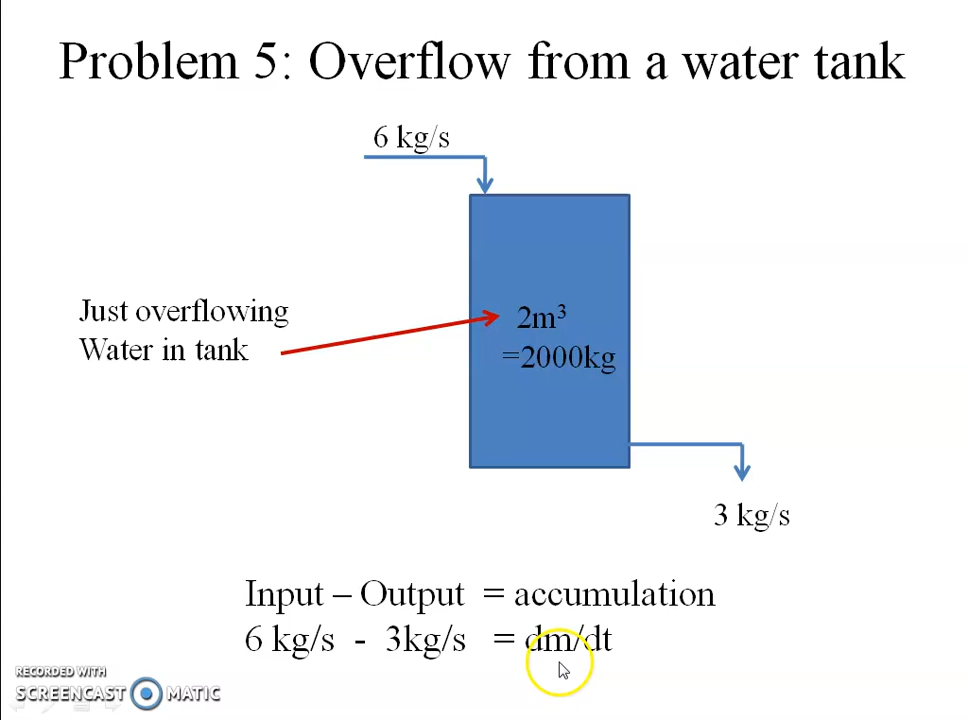 Problem 5: Overflow from a water tank
6 kg/s
Just overflowing
Water in tank
2m³
=2000kg
3 kg/s
Input – Output = accumulation
6 kg/s - 3kg/s = dm/dt
RECORDED WITH
SCREENCAST MATIC